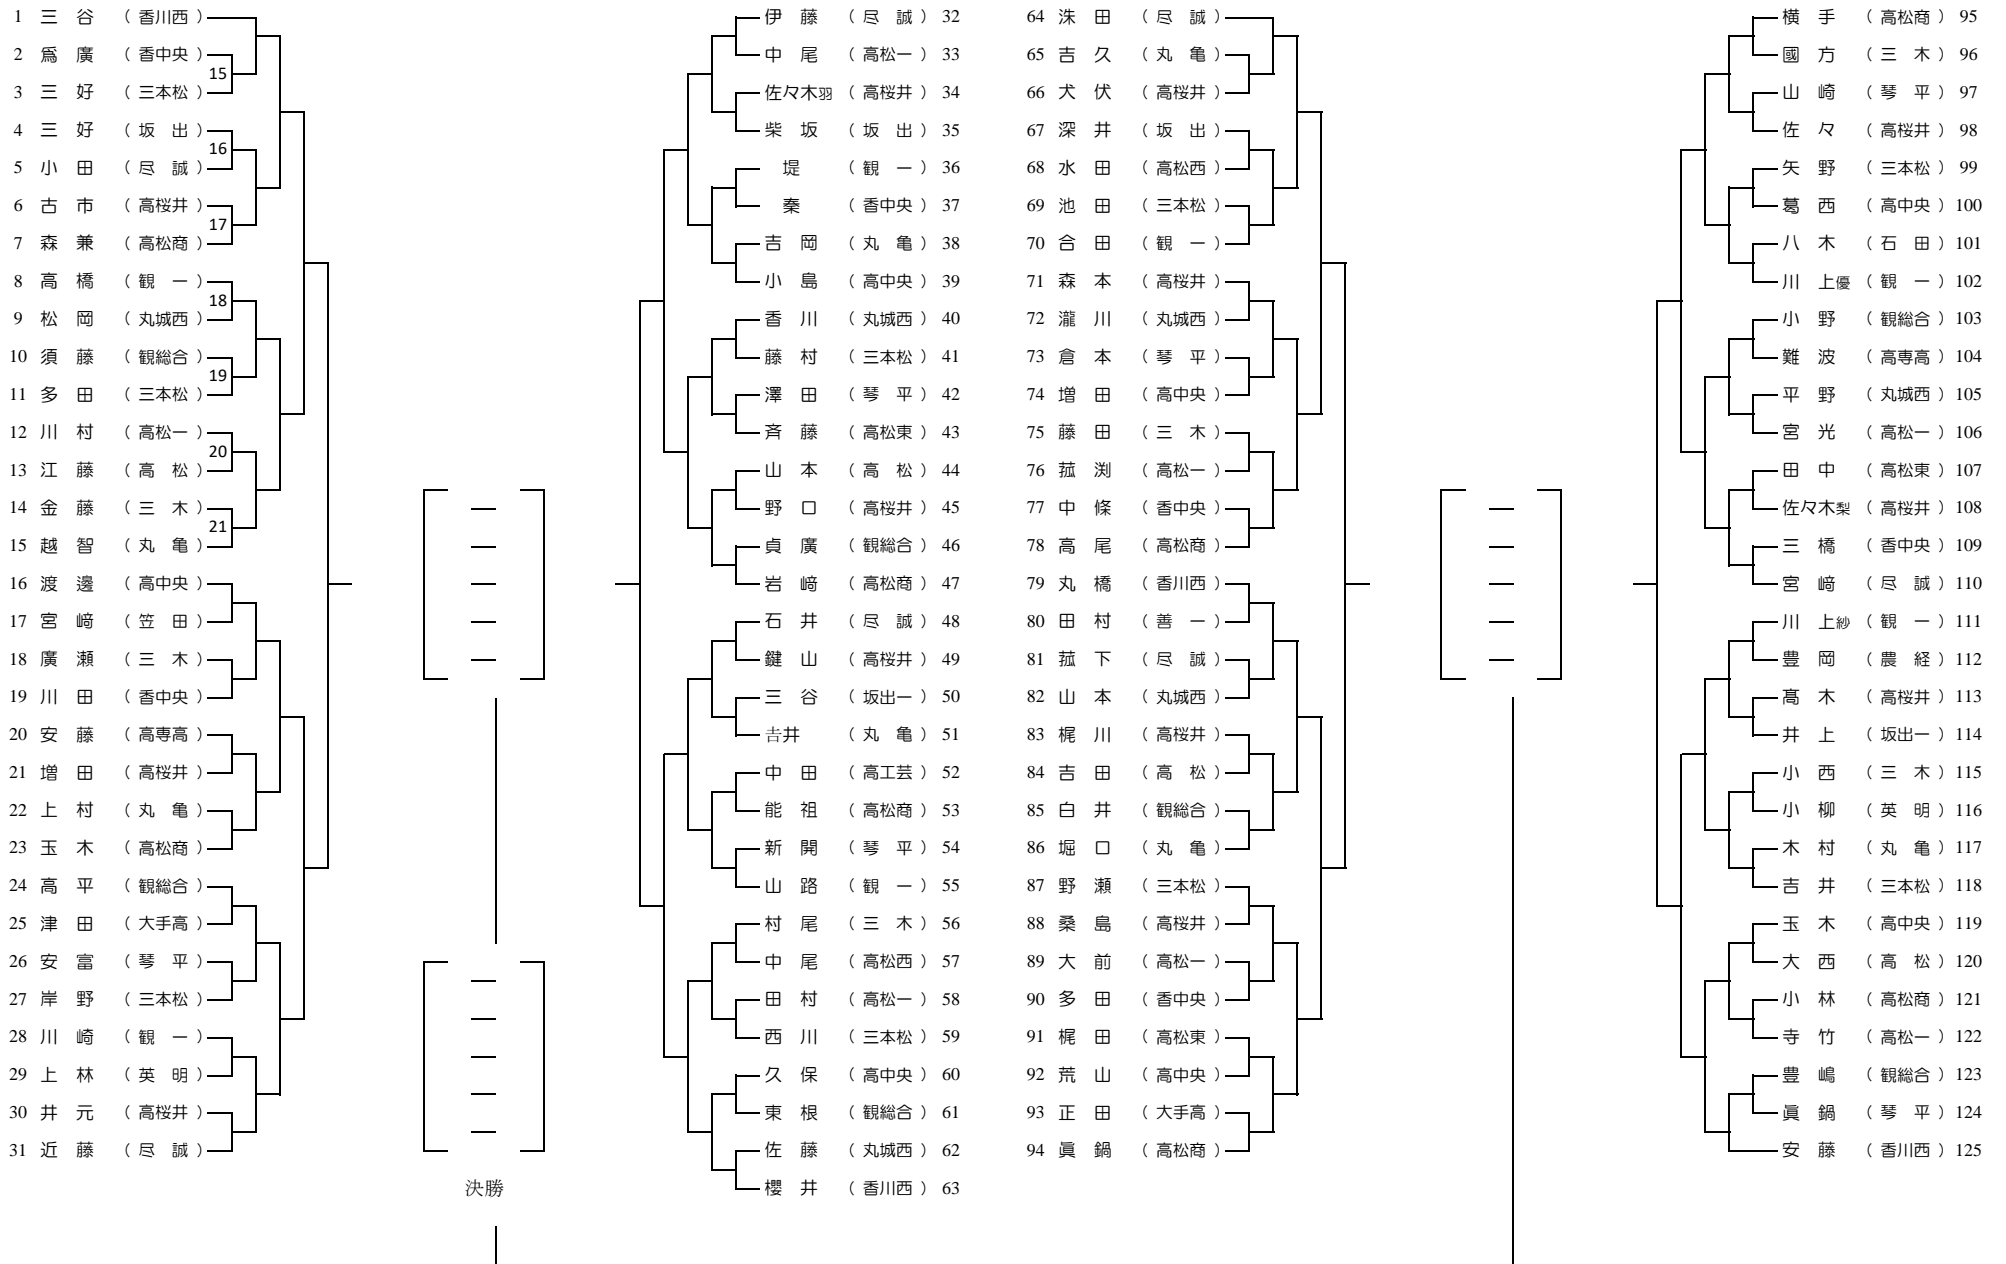 1 三 谷 ( 香川西 )
2 爲 廣 ( 香中央 )
15
3 三 好 ( 三本松 )
4 三 好 ( 坂 出 )
16
5 小 田 ( 尽 誠 )
6 古 市 ( 高桜井 )
17
7 森 兼 ( 高松商 )
8 高 橋 ( 観 一 )
18
9 松 岡 ( 丸城西 )
10 須 藤 ( 観総合 )
19
11 多 田 ( 三本松 )
12 川 村 ( 高松一 )
20
13 江 藤 ( 高 松 )
14 金 藤 ( 三 木 )
21
15 越 智 ( 丸 亀 )
16 渡 邊 ( 高中央 )
17 宮 﨑 ( 笠 田 )
18 廣 瀬 ( 三 木 )
19 川 田 ( 香中央 )
20 安 藤 ( 高専高 )
21 増 田 ( 高桜井 )
22 上 村 ( 丸 亀 )
23 玉 木 ( 高松商 )
24 高 平 ( 観総合 )
25 津 田 ( 大手高 )
26 安 富 ( 琴 平 )
27 岸 野 ( 三本松 )
28 川 崎 ( 観 一 )
29 上 林 ( 英 明 )
30 井 元 ( 高桜井 )
31 近 藤 ( 尽 誠 )
決勝
伊 藤 ( 尽 誠 ) 32
中 尾 ( 高松一 ) 33
佐々木羽 ( 高桜井 ) 34
柴 坂 ( 坂 出 ) 35
堤 ( 観 一 ) 36
秦 ( 香中央 ) 37
吉 岡 ( 丸 亀 ) 38
小 島 ( 高中央 ) 39
香 川 ( 丸城西 ) 40
藤 村 ( 三本松 ) 41
澤 田 ( 琴 平 ) 42
斉 藤 ( 高松東 ) 43
山 本 ( 高 松 ) 44
野 口 ( 高桜井 ) 45
貞 廣 ( 観総合 ) 46
岩 﨑 ( 高松商 ) 47
石 井 ( 尽 誠 ) 48
鍵 山 ( 高桜井 ) 49
三 谷 ( 坂出一 ) 50
𠮷井 ( 丸 亀 ) 51
中 田 ( 高工芸 ) 52
能 祖 ( 高松商 ) 53
新 開 ( 琴 平 ) 54
山 路 ( 観 一 ) 55
村 尾 ( 三 木 ) 56
中 尾 ( 高松西 ) 57
田 村 ( 高松一 ) 58
西 川 ( 三本松 ) 59
久 保 ( 高中央 ) 60
東 根 ( 観総合 ) 61
佐 藤 ( 丸城西 ) 62
櫻 井 ( 香川西 ) 63
64 洙 田 ( 尽 誠 )
65 吉 久 ( 丸 亀 )
66 犬 伏 ( 高桜井 )
67 深 井 ( 坂 出 )
68 水 田 ( 高松西 )
69 池 田 ( 三本松 )
70 合 田 ( 観 一 )
71 森 本 ( 高桜井 )
72 瀧 川 ( 丸城西 )
73 倉 本 ( 琴 平 )
74 増 田 ( 高中央 )
75 藤 田 ( 三 木 )
76 菰 渕 ( 高松一 )
77 中 條 ( 香中央 )
78 高 尾 ( 高松商 )
79 丸 橋 ( 香川西 )
80 田 村 ( 善 一 )
81 菰 下 ( 尽 誠 )
82 山 本 ( 丸城西 )
83 梶 川 ( 高桜井 )
84 吉 田 ( 高 松 )
85 白 井 ( 観総合 )
86 堀 口 ( 丸 亀 )
87 野 瀬 ( 三本松 )
88 桑 島 ( 高桜井 )
89 大 前 ( 高松一 )
90 多 田 ( 香中央 )
91 梶 田 ( 高松東 )
92 荒 山 ( 高中央 )
93 正 田 ( 大手高 )
94 眞 鍋 ( 高松商 )
横 手 ( 高松商 ) 95
國 方 ( 三 木 ) 96
山 崎 ( 琴 平 ) 97
佐 々 ( 高桜井 ) 98
矢 野 ( 三本松 ) 99
葛 西 ( 高中央 ) 100
八 木 ( 石 田 ) 101
川 上優 ( 観 一 ) 102
小 野 ( 観総合 ) 103
難 波 ( 高専高 ) 104
平 野 ( 丸城西 ) 105
宮 光 ( 高松一 ) 106
田 中 ( 高松東 ) 107
佐々木梨 ( 高桜井 ) 108
三 橋 ( 香中央 ) 109
宮 﨑 ( 尽 誠 ) 110
川 上紗 ( 観 一 ) 111
豊 岡 ( 農 経 ) 112
髙 木 ( 高桜井 ) 113
井 上 ( 坂出一 ) 114
小 西 ( 三 木 ) 115
小 柳 ( 英 明 ) 116
木 村 ( 丸 亀 ) 117
吉 井 ( 三本松 ) 118
玉 木 ( 高中央 ) 119
大 西 ( 高 松 ) 120
小 林 ( 高松商 ) 121
寺 竹 ( 高松一 ) 122
豊 嶋 ( 観総合 ) 123
眞 鍋 ( 琴 平 ) 124
安 藤 ( 香川西 ) 125